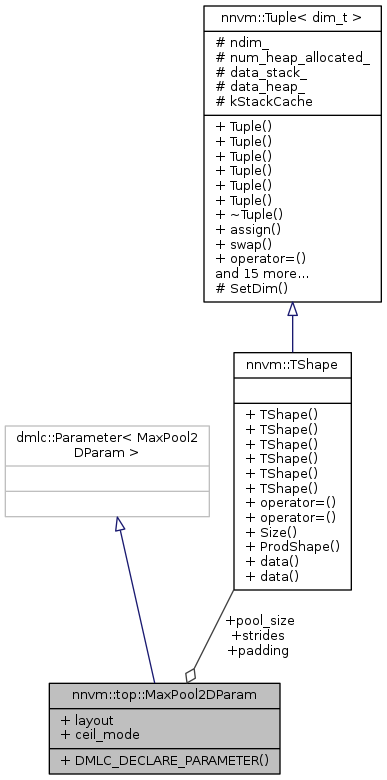 nnvm::Tuple< dim_t >
# ndim_
# num_heap_allocated_
# data_stack_
# data_heap_
# kStackCache
+ Tuple()
+ Tuple()
+ Tuple()
+ Tuple()
+ Tuple()
+ Tuple()
+ ~Tuple()
+ assign()
+ swap()
+ operator=()
and 15 more...
# SetDim()
nnvm::TShape
+ TShape()
+ TShape()
+ TShape()
+ TShape()
+ TShape()
+ TShape()
+ operator=()
+ operator=()
+ Size()
+ ProdShape()
+ data()
+ data()
dmlc::Parameter< MaxPool2
DParam >
+pool_size
+strides
+padding
nnvm::top::MaxPool2DParam
+ layout
+ ceil_mode
+ DMLC_DECLARE_PARAMETER()